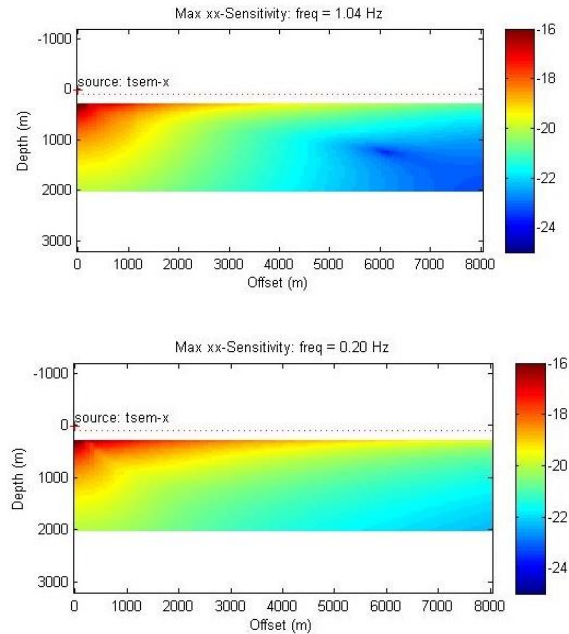 Max xx-Sensitivity: freq = 1.04 Hz
-1000
0
1000
2000
3000
Depth (m)
source: tsem-x
0 1000 2000 3000 4000 5000 6000 7000 8000
Offset (m)
-16
-18
-20
-22
-24
Max xx-Sensitivity: freq = 0.20 Hz
-1000
0
1000
2000
3000
Depth (m)
source: tsem-x
0 1000 2000 3000 4000 5000 6000 7000 8000
Offset (m)
-16
-18
-20
-22
-24